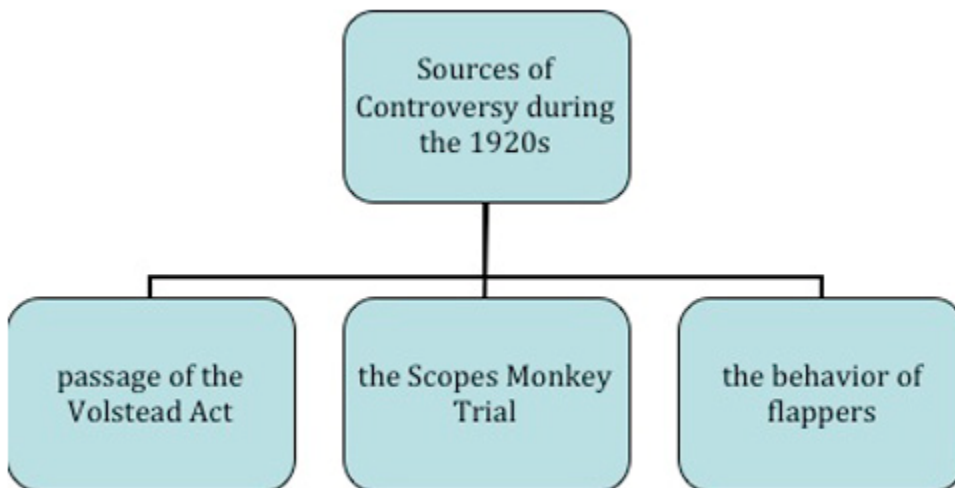 Sources of
Controversy during
the 1920s
passage of the
Volstead Act
the Scopes Monkey
Trial
the behavior of
flappers